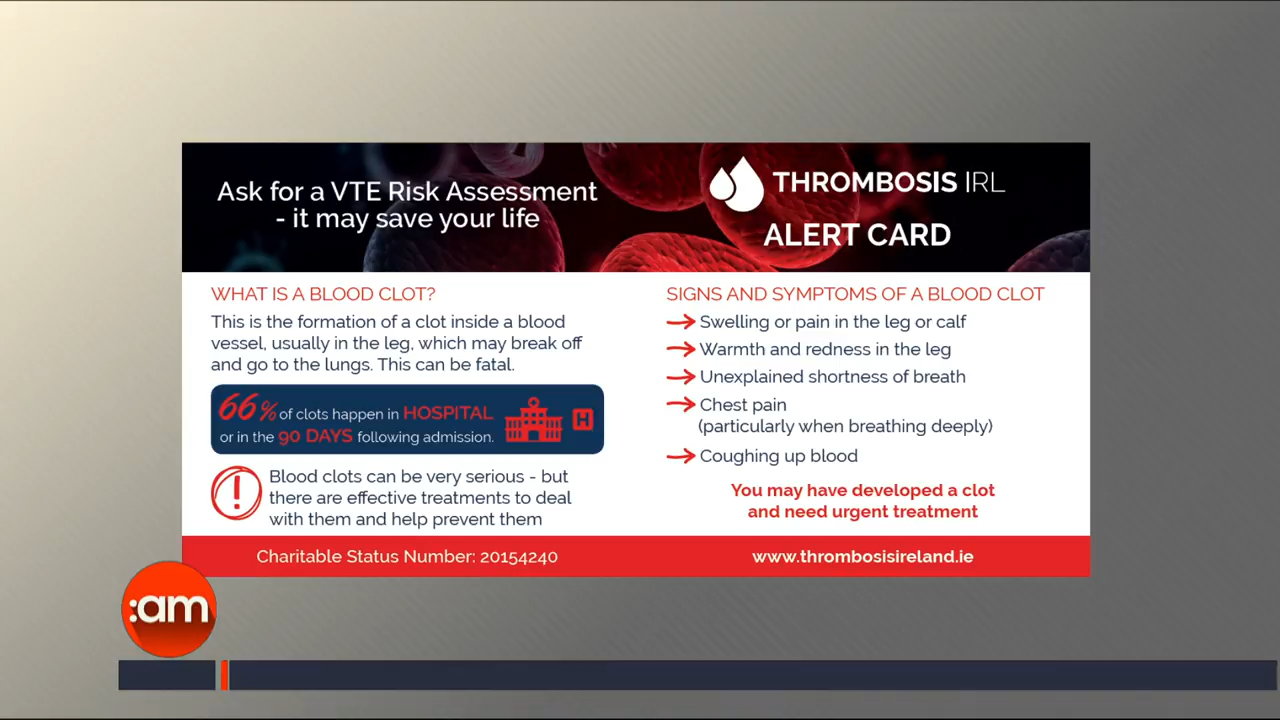 Ask for a VTE Risk Assessment
- it may save your life
THROMBOSIS IRL
ALERT CARD
WHAT IS A BLOOD CLOT?
This is the formation of a clot inside a blood
vessel, usually in the leg, which may break off
and go to the lungs. This can be fatal.
66% of clots happen in HOSPITAL
or in the 90 DAYS following admission.
H
Blood clots can be very serious - but
there are effective treatments to deal
with them and help prevent them
SIGNS AND SYMPTOMS OF A BLOOD CLOT
Swelling or pain in the leg or calf
Warmth and redness in the leg
Unexplained shortness of breath
Chest pain
(particularly when breathing deeply)
Coughing up blood
You may have developed a clot
and need urgent treatment
Charitable Status Number: 20154240
www.thrombosisireland.ie
:am